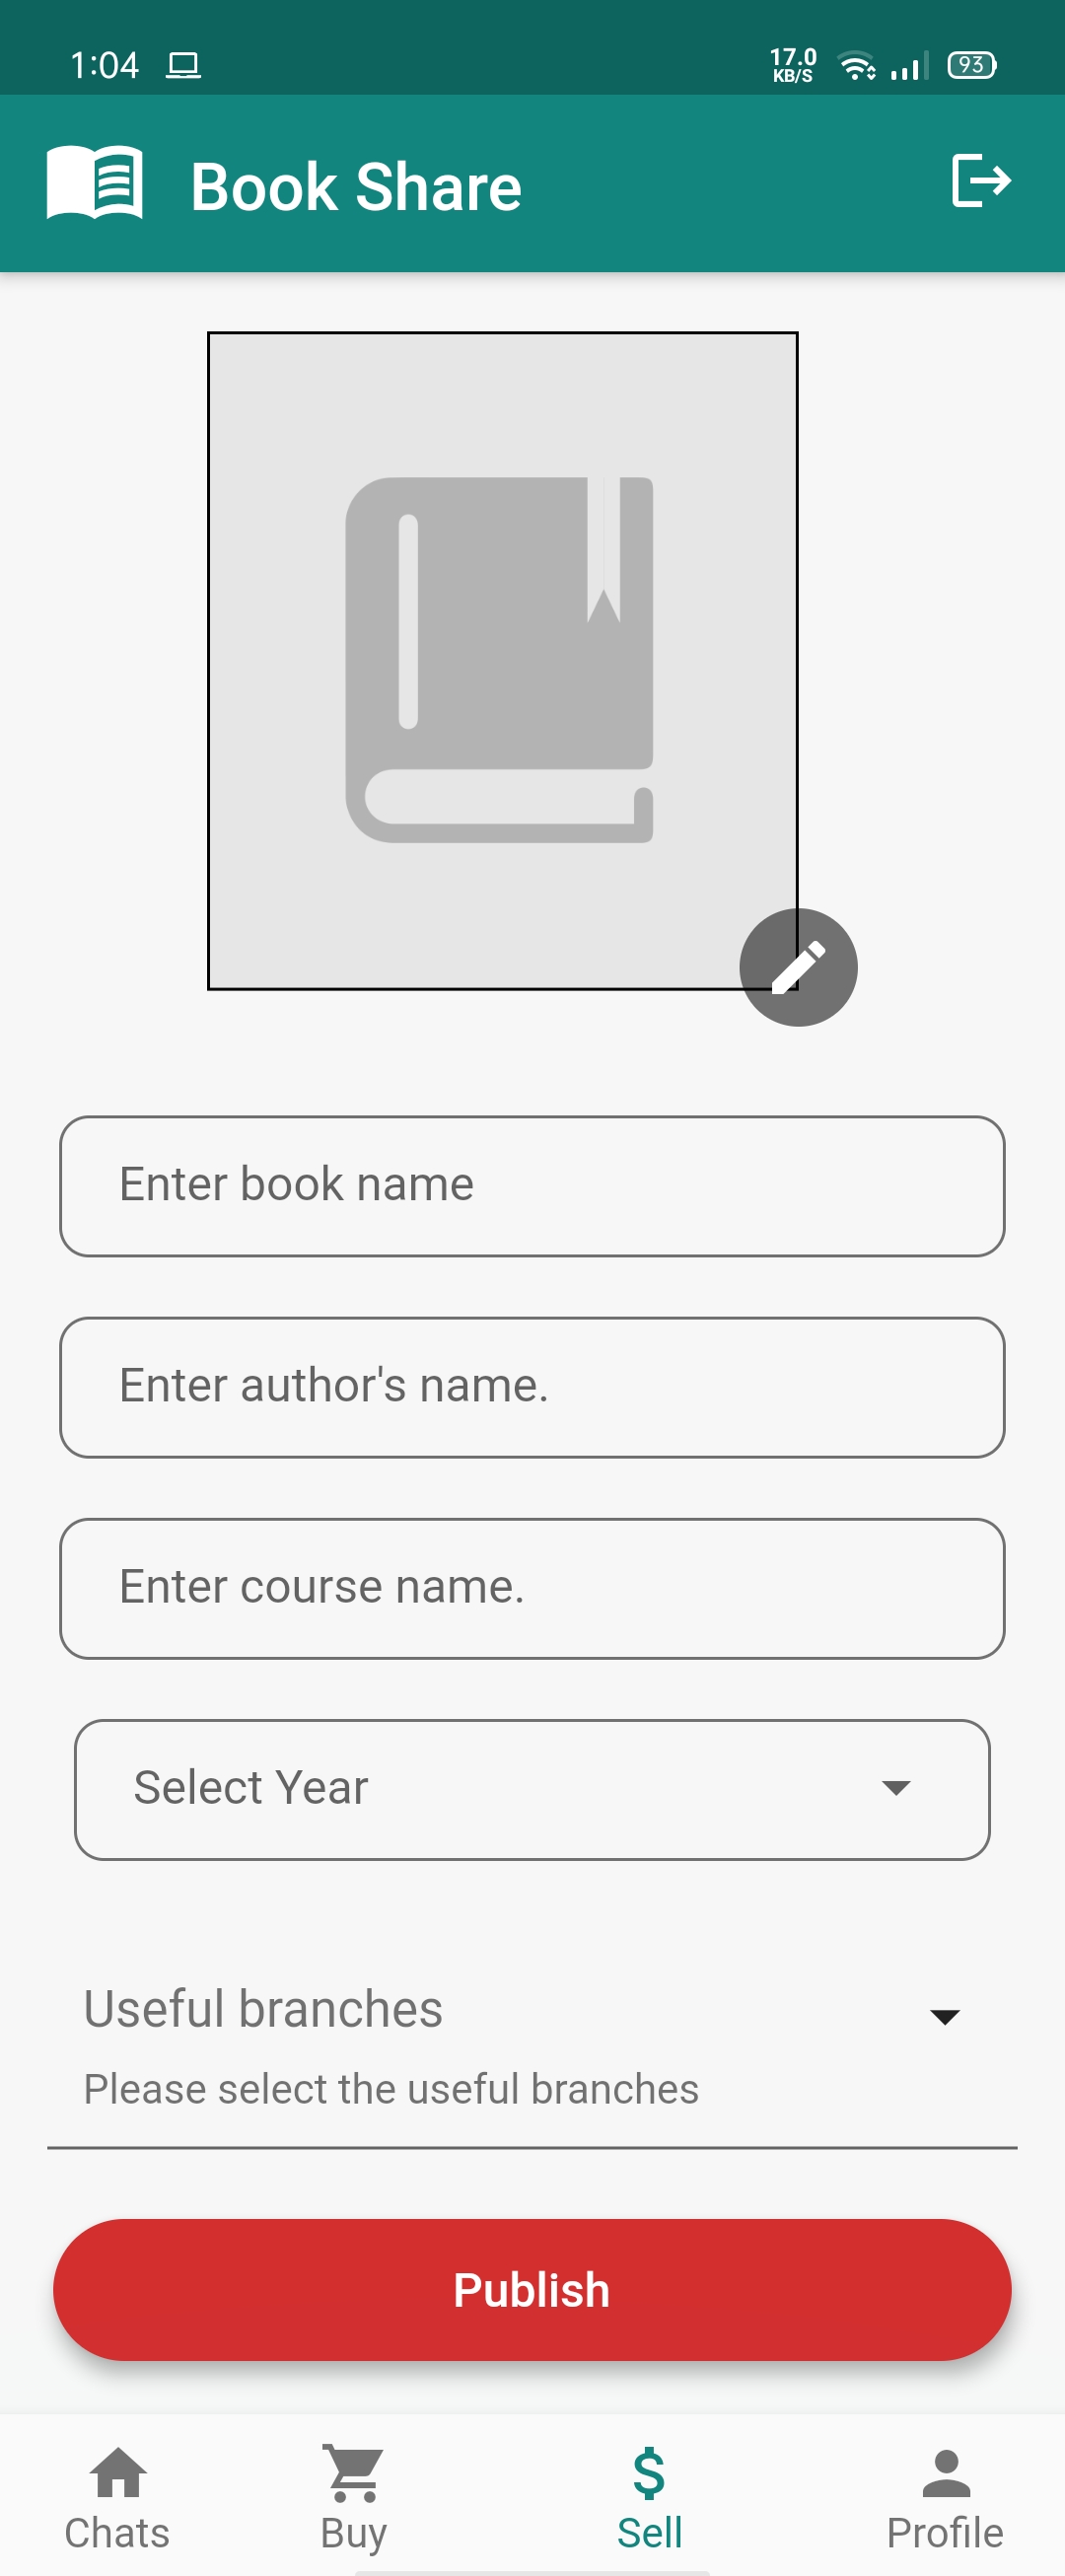 1:04
17.0
KB/S
93
Book Share
Enter book name
Enter author's name.
Enter course name.
Select Year
Useful branches
Please select the useful branches
Publish
Chats
Buy
$
Sell
Profile